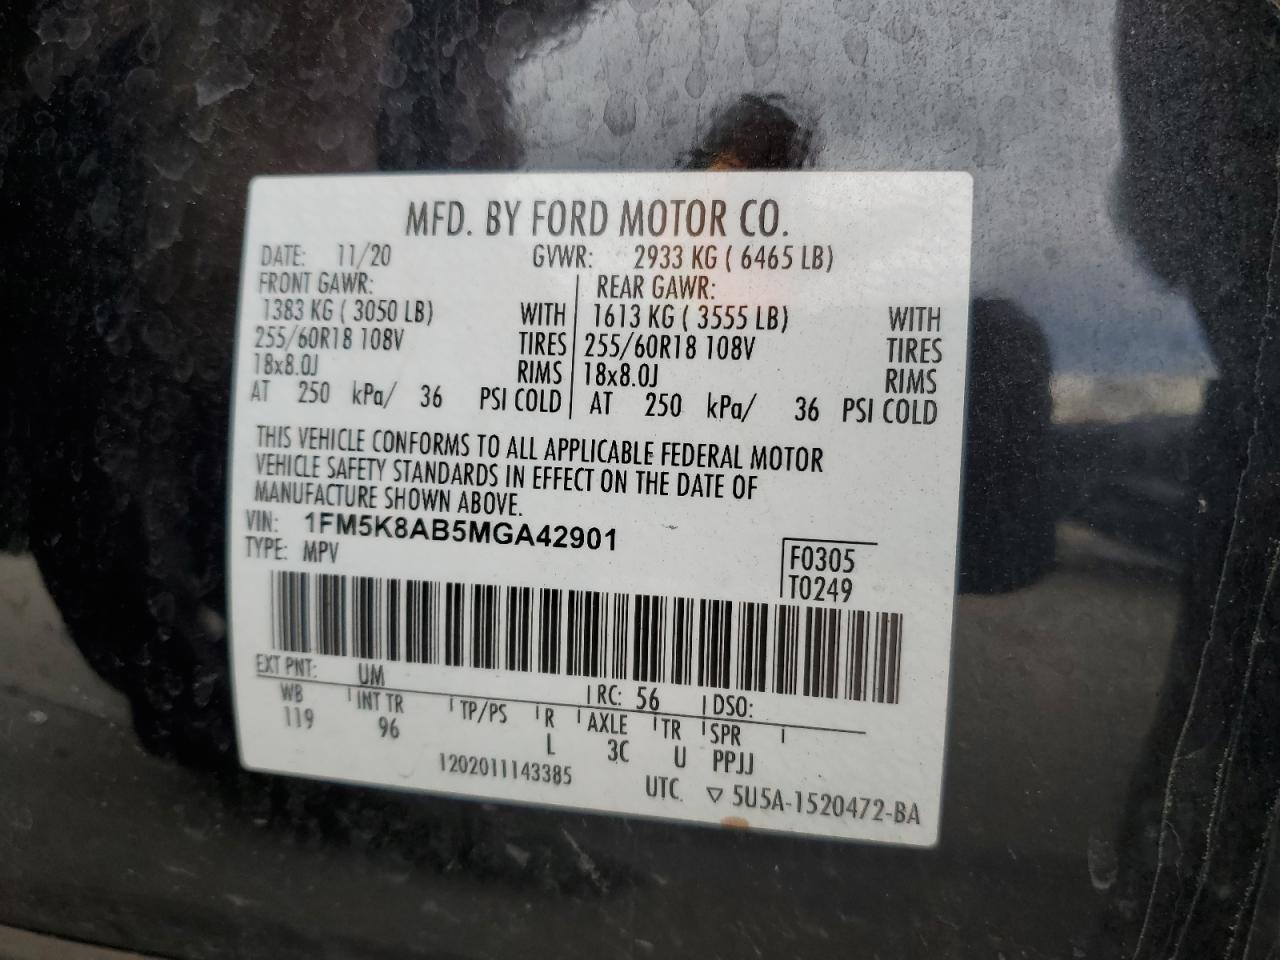 MFD. BY FORD MOTOR CO.
DATE: 11/20 GVWR: 2933 KG ( 6465 LB)
FRONT GAWR: REAR GAWR:
1383 KG ( 3050 LB) WITH 1613 KG ( 3555 LB) WITH
255/60R18 108V TIRES 255/60R18 108V TIRES
18x8.0J RIMS 18x8.0J RIMS
AT 250 kPa/ 36 PSI COLD AT 250 kPa/ 36 PSI COLD
THIS VEHICLE CONFORMS TO ALL APPLICABLE FEDERAL MOTOR
VEHICLE SAFETY STANDARDS IN EFFECT ON THE DATE OF
MANUFACTURE SHOWN ABOVE.
VIN: 1FM5K8AB5MGA42901
TYPE: MPV
F0305
T0249
EXT PNT: UM RC: 56 DSO:
WB INT TR TP/PS R AXLE TR SPR
119 96 L 3C U PPJJ
1202011143385 UTC ▽ 5U5A-1520472-BA